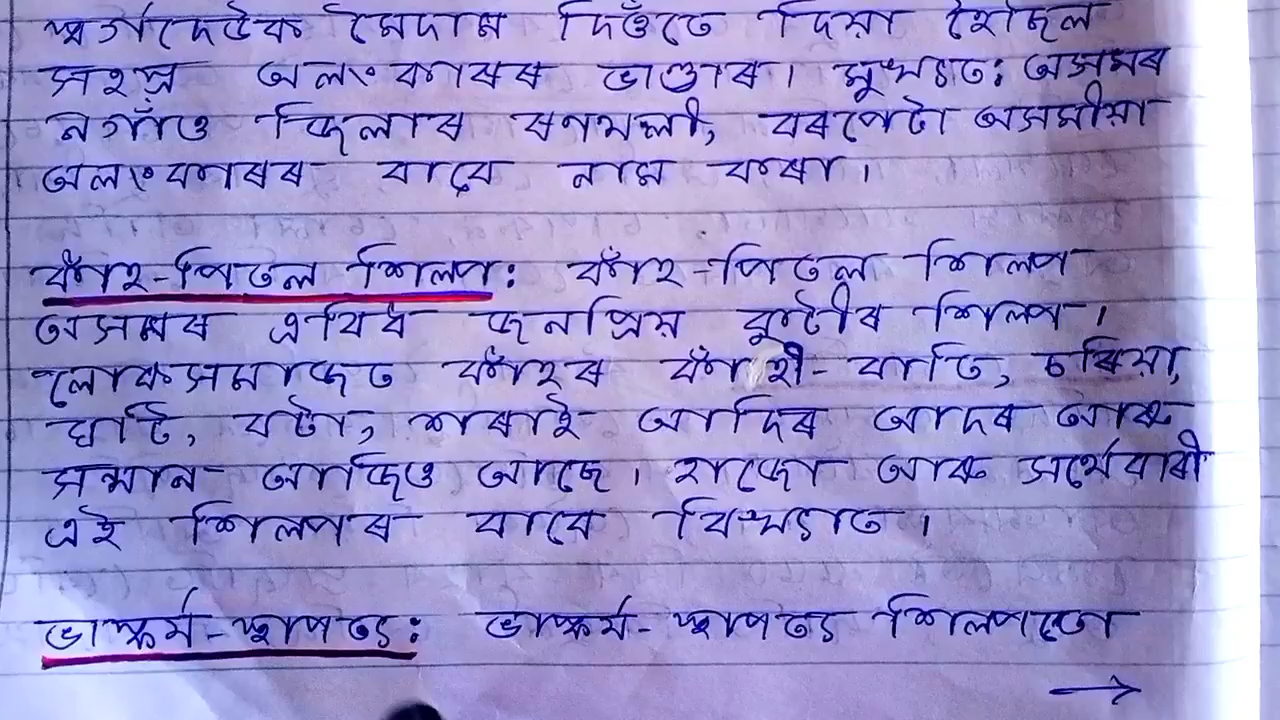 স্বৰ্গদেউক মৈদাম দিওঁতে দিয়া হৈছিল
সহস্ৰ অলংকাৰৰ ভাণ্ডাৰ। মুখ্যত: অসমৰ
নগাঁও জিলাৰ ৰণথলী, বৰপেটা অসমীয়া
অলংকাৰৰ বাবে নাম কৰা।
কাঁহ-পিতল শিল্প: কাঁহ-পিতল শিল্প
অসমৰ এবিধ জনপ্ৰিয় কুটীৰ শিল্প।
লোকসমাজত কাঁহৰ কাঁহী-বাতি, চৰিয়া,
ঘটি, বটা, শৰাই আদিৰ আদৰ আৰু
সন্মান আজিও আছে। হাজো আৰু সৰ্থেবাৰী
এই শিল্পৰ বাবে বিখ্যাত।
ভাস্কৰ্য-স্থাপত্য: ভাস্কৰ্য-স্থাপত্য শিল্পতো
→